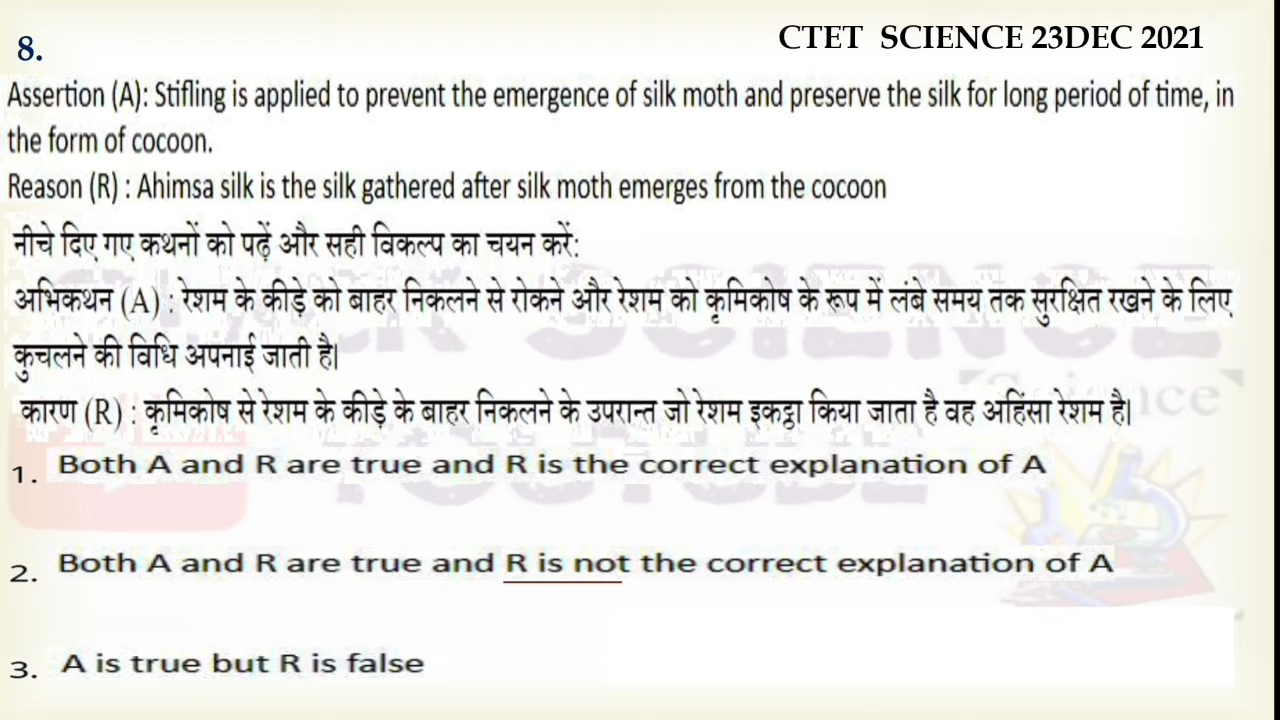 CTET SCIENCE 23DEC 2021
8.
Assertion (A): Stifling is applied to prevent the emergence of silk moth and preserve the silk for long period of time, in
the form of cocoon.
Reason (R) : Ahimsa silk is the silk gathered after silk moth emerges from the cocoon
नीचे दिए गए कथनों को पढ़ें और सही विकल्प का चयन करें:
अभिकथन (A) : रेशम के कीड़े को बाहर निकलने से रोकने और रेशम को कृमिकोष के रूप में लंबे समय तक सुरक्षित रखने के लिए
कुचलने की विधि अपनाई जाती है।
कारण (R) : कृमिकोष से रेशम के कीड़े के बाहर निकलने के उपरान्त जो रेशम इकट्ठा किया जाता है वह अहिंसा रेशम है।
1. Both A and R are true and R is the correct explanation of A
2. Both A and R are true and R is not the correct explanation of A
3. A is true but R is false
SCIENCE
Science
YOUTUBE